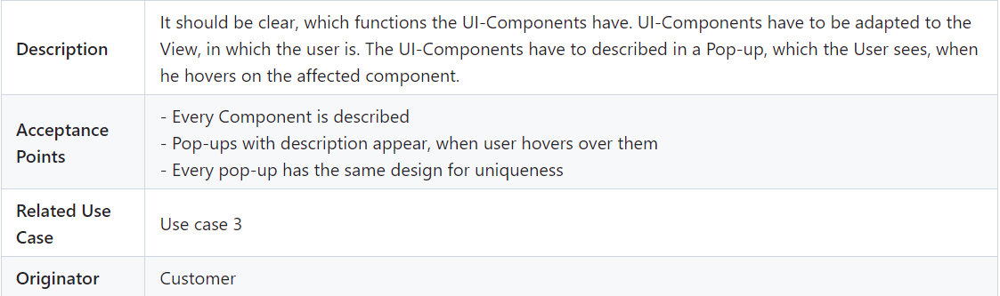 Description
It should be clear, which functions the UI-Components have. UI-Components have to be adapted to the
View, in which the user is. The UI-Components have to described in a Pop-up, which the User sees, when
he hovers on the affected component.
Acceptance
Points
- Every Component is described
- Pop-ups with description appear, when user hovers over them
- Every pop-up has the same design for uniqueness
Related Use
Case
Use case 3
Originator
Customer